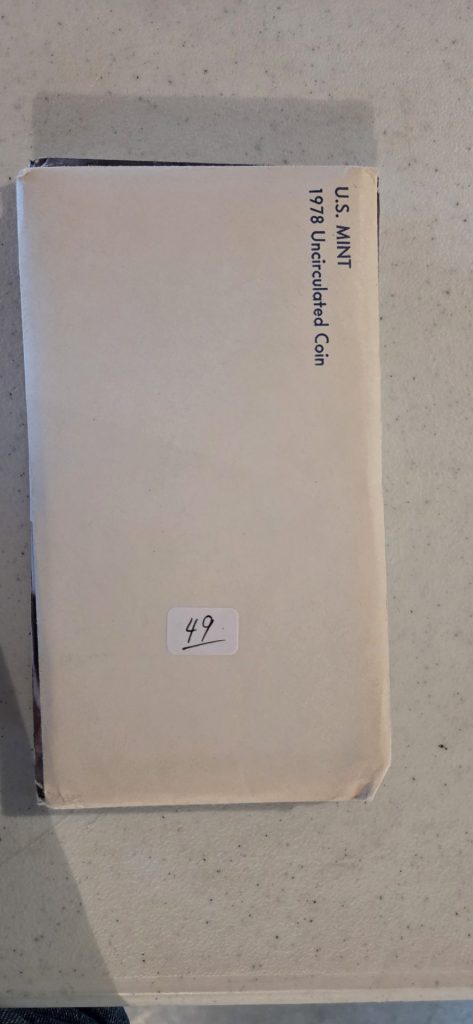 U.S. MINT
1978 Uncirculated Coin
49